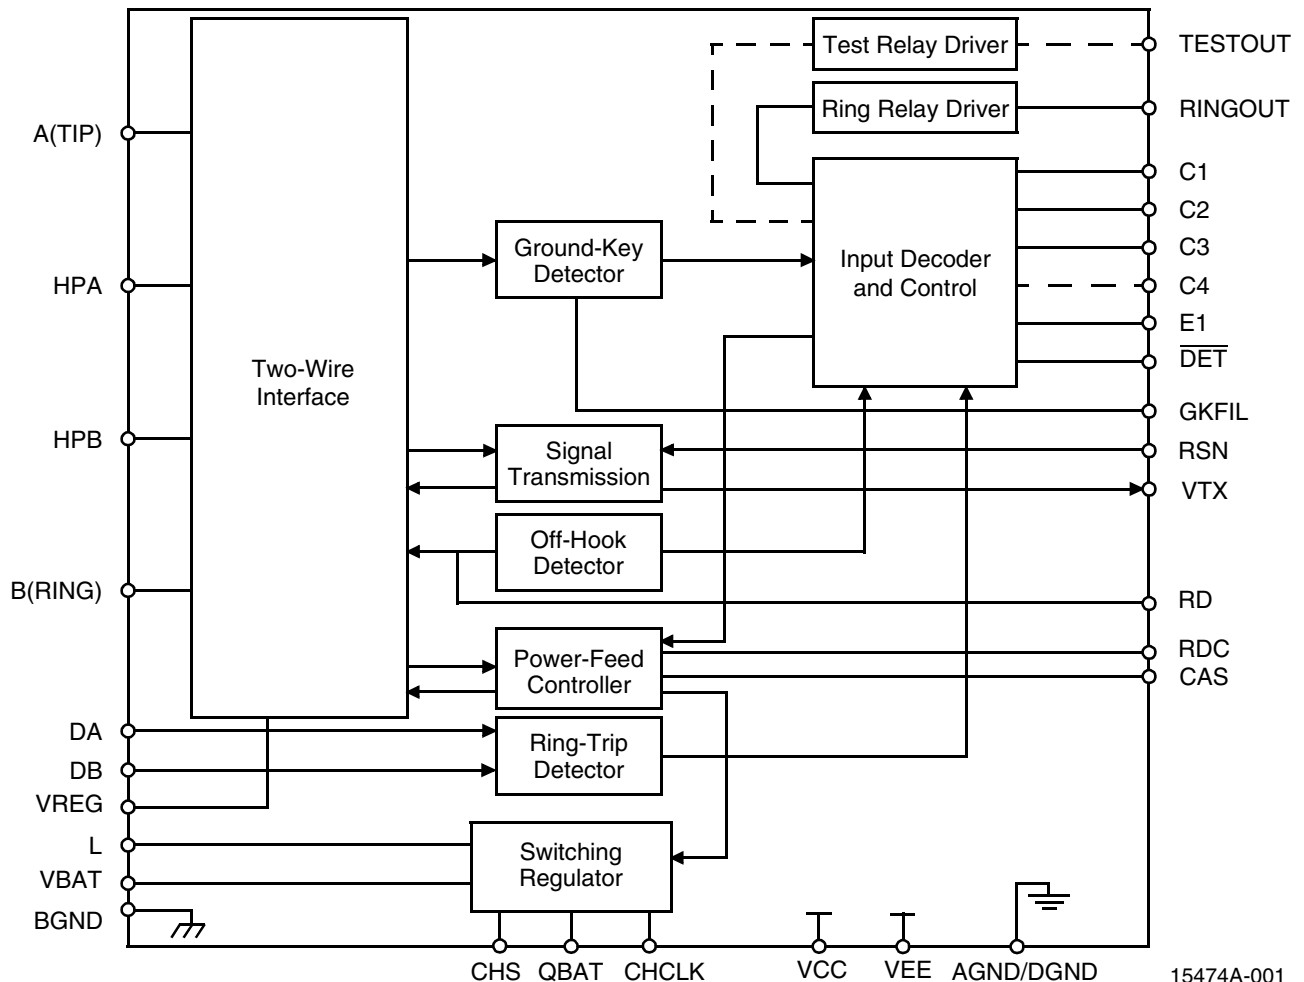 Test Relay Driver
TESTOUT
Ring Relay Driver
RINGOUT
A(TIP)
C1
C2
Ground-Key
Detector
Input Decoder
and Control
C3
HPA
C4
E1
Two-Wire
Interface
DET
GKFIL
HPB
Signal
Transmission
RSN
VTX
Off-Hook
Detector
B(RING)
RD
Power-Feed
Controller
RDC
CAS
DA
Ring-Trip
Detector
DB
VREG
L
Switching
Regulator
VBAT
BGND
CHS
QBAT
CHCLK
VCC
VEE
AGND/DGND
15474A-001